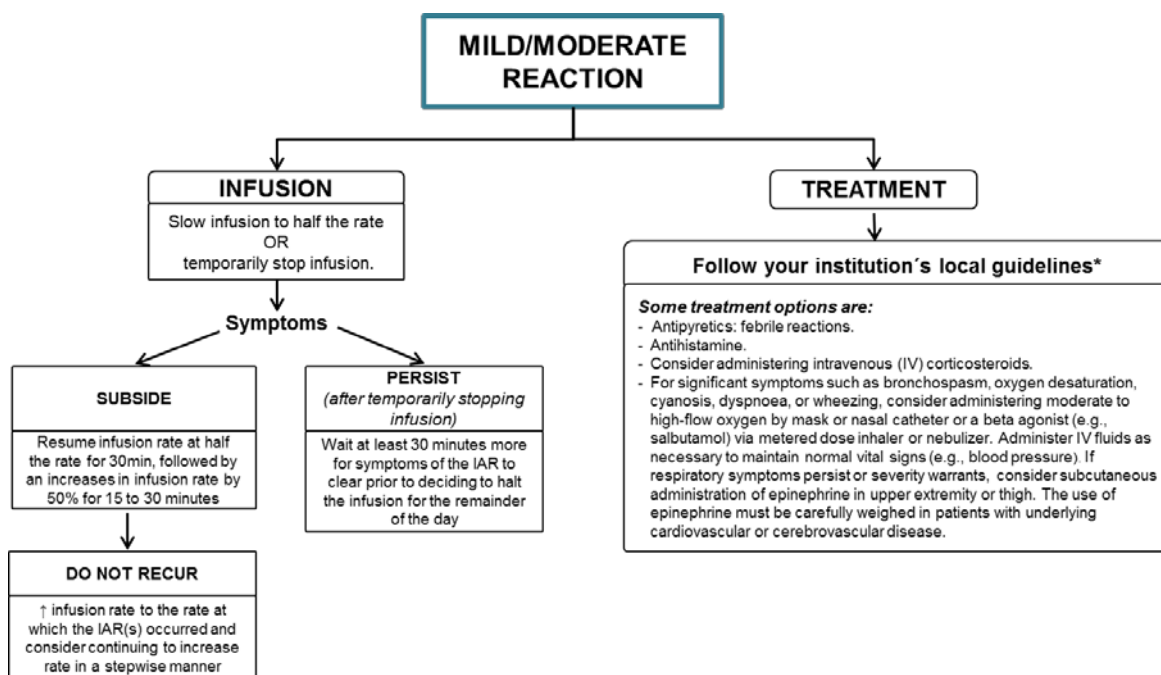 MILD/MODERATE
REACTION
INFUSION
Slow infusion to half the rate
OR
temporarily stop infusion.
Symptoms
SUBSIDE
Resume infusion rate at half
the rate for 30min, followed by
an increases in infusion rate by
50% for 15 to 30 minutes
PERSIST
(after temporarily stopping
infusion)
Wait at least 30 minutes more
for symptoms of the IAR to
clear prior to deciding to halt
the infusion for the remainder
of the day
DO NOT RECUR
↑ infusion rate to the rate at
which the IAR(s) occurred and
consider continuing to increase
rate in a stepwise manner
TREATMENT
Follow your institution´s local guidelines*
Some treatment options are:
- Antipyretics: febrile reactions.
- Antihistamine.
- Consider administering intravenous (IV) corticosteroids.
- For significant symptoms such as bronchospasm, oxygen desaturation,
cyanosis, dyspnoea, or wheezing, consider administering moderate to
high-flow oxygen by mask or nasal catheter or a beta agonist (e.g.,
salbutamol) via metered dose inhaler or nebulizer. Administer IV fluids as
necessary to maintain normal vital signs (e.g., blood pressure). If
respiratory symptoms persist or severity warrants, consider subcutaneous
administration of epinephrine in upper extremity or thigh. The use of
epinephrine must be carefully weighed in patients with underlying
cardiovascular or cerebrovascular disease.